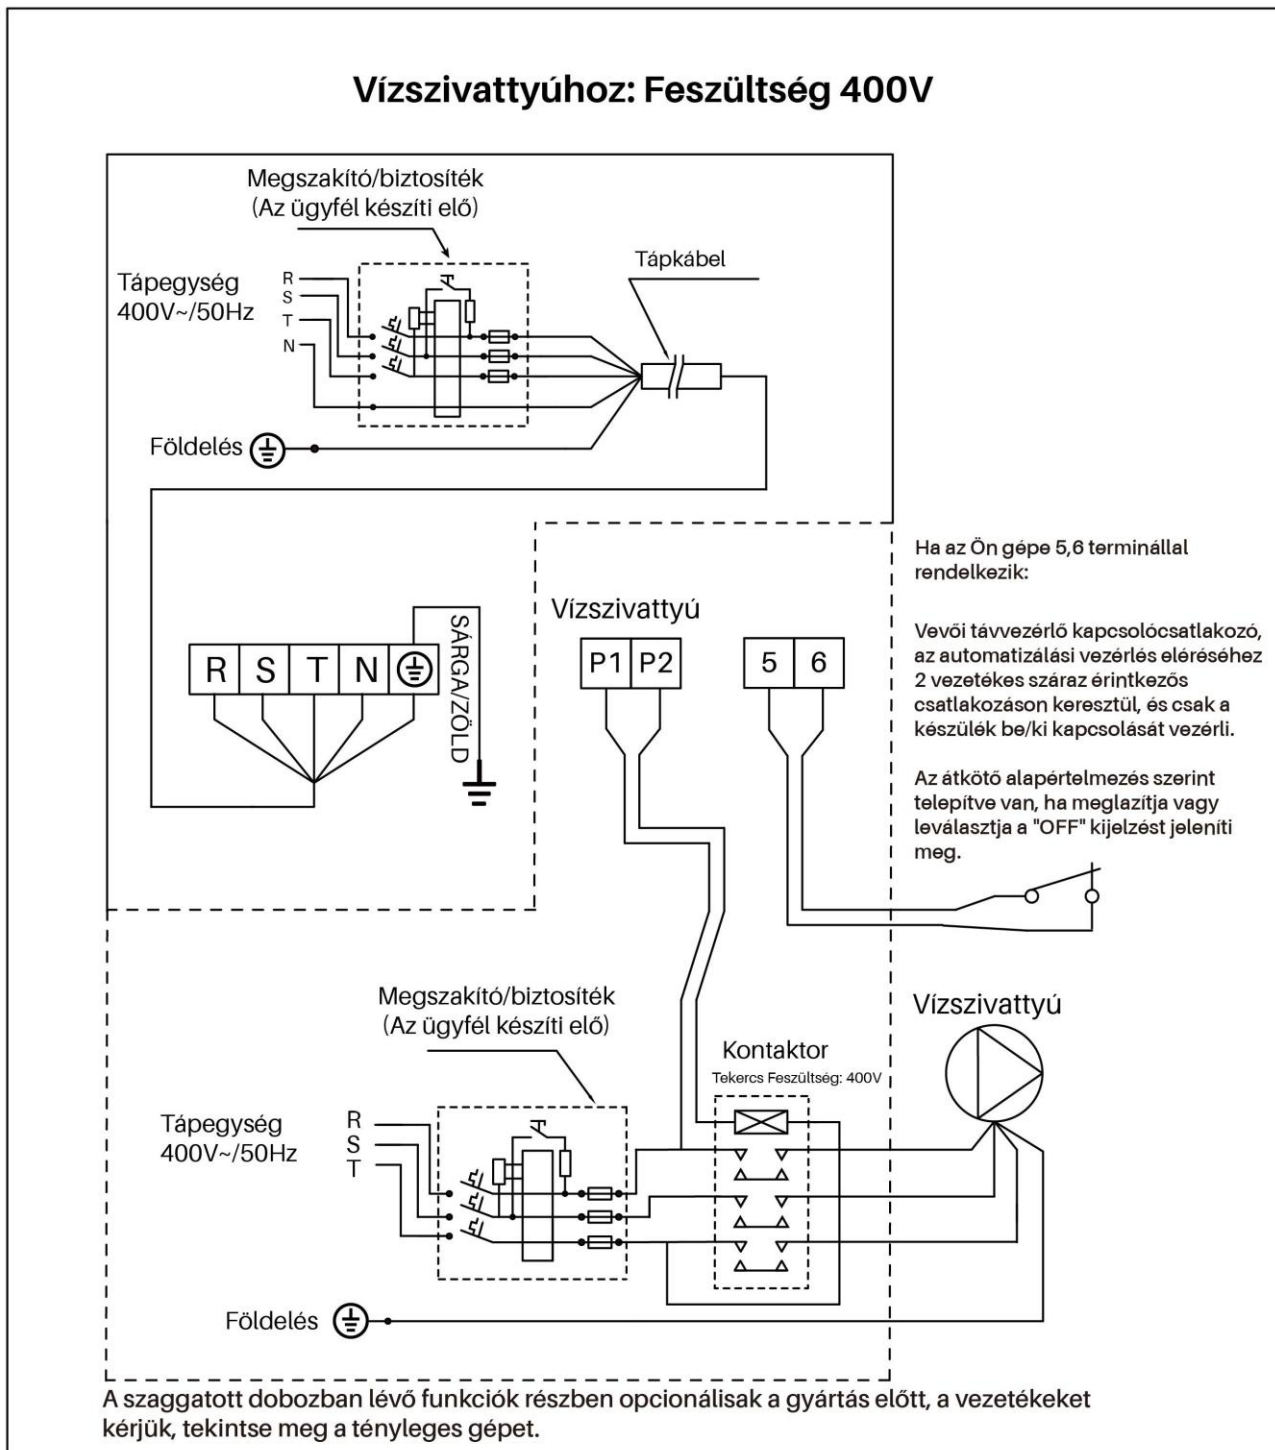 Vízszivattyúhoz: Feszültség 400V
Megszakító/biztosíték
(Az ügyfél készíti elő)
Tápkábel
Tápegység
400V~/50Hz
R
S
T
N
Földelés
Ha az Ön gépe 5,6 terminállal
rendelkezik:
Vevői távvezérlő kapcsolócsatlakozó,
az automatizálási vezérlés eléréséhez
2 vezetékes száraz érintkezős
csatlakozáson keresztül, és csak a
készülék be/ki kapcsolását vezérli.
Az átkötő alapértelmezés szerint
telepítve van, ha meglazítja vagy
leválasztja a "OFF" kijelzést jeleníti
meg.
Vízszivattyú
R S T N
SÁRGA/ZÖLD
P1 P2
5 6
Megszakító/biztosíték
(Az ügyfél készíti elő)
Vízszivattyú
Kontaktor
Tekercs Feszültség: 400V
Tápegység
400V~/50Hz
R
S
T
Földelés
A szaggatott dobozban lévő funkciók részben opcionálisak a gyártás előtt, a vezetékeket
kérjük, tekintse meg a tényleges gépet.